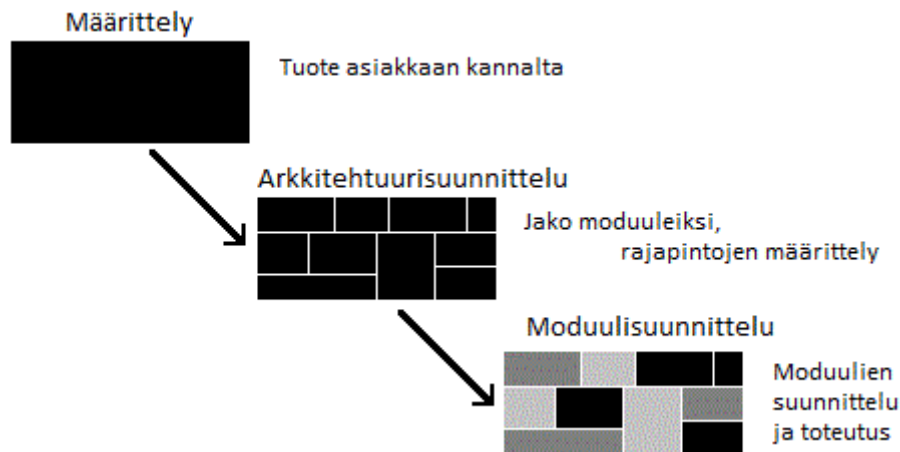 Määrittely
Tuote asiakkaan kannalta
Arkkitehtuurisuunnittelu
Jako moduuleiksi,
rajapintojen määrittely
Moduulisuunnittelu
Moduulien
suunnittelu
ja toteutus